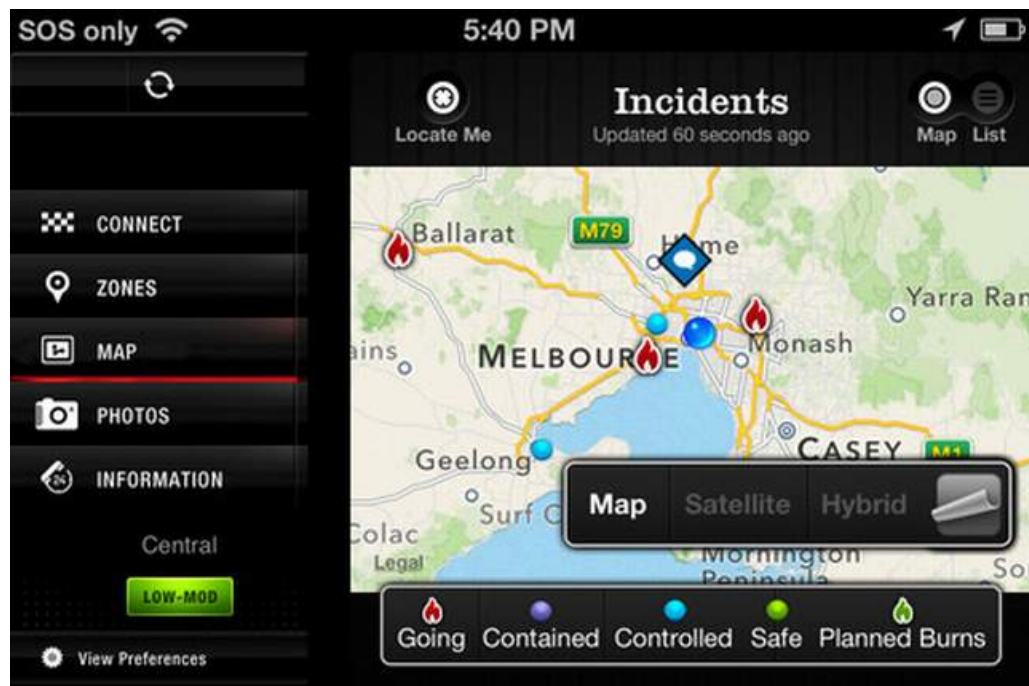 SOS only
5:40 PM
Locate Me
Incidents
Updated 60 seconds ago
Map
List
CONNECT
ZONES
MAP
PHOTOS
24
INFORMATION
Central
LOW-MOD
View Preferences
Ballarat
M79
Yarra Ran
Monash
MELBOURNE
CASEY
M1
Geelong
Surf C
Colac
Legal
Mornington
Peninsula
So
Map
Satellite
Hybrid
Going
Contained
Controlled
Safe
Planned Burns